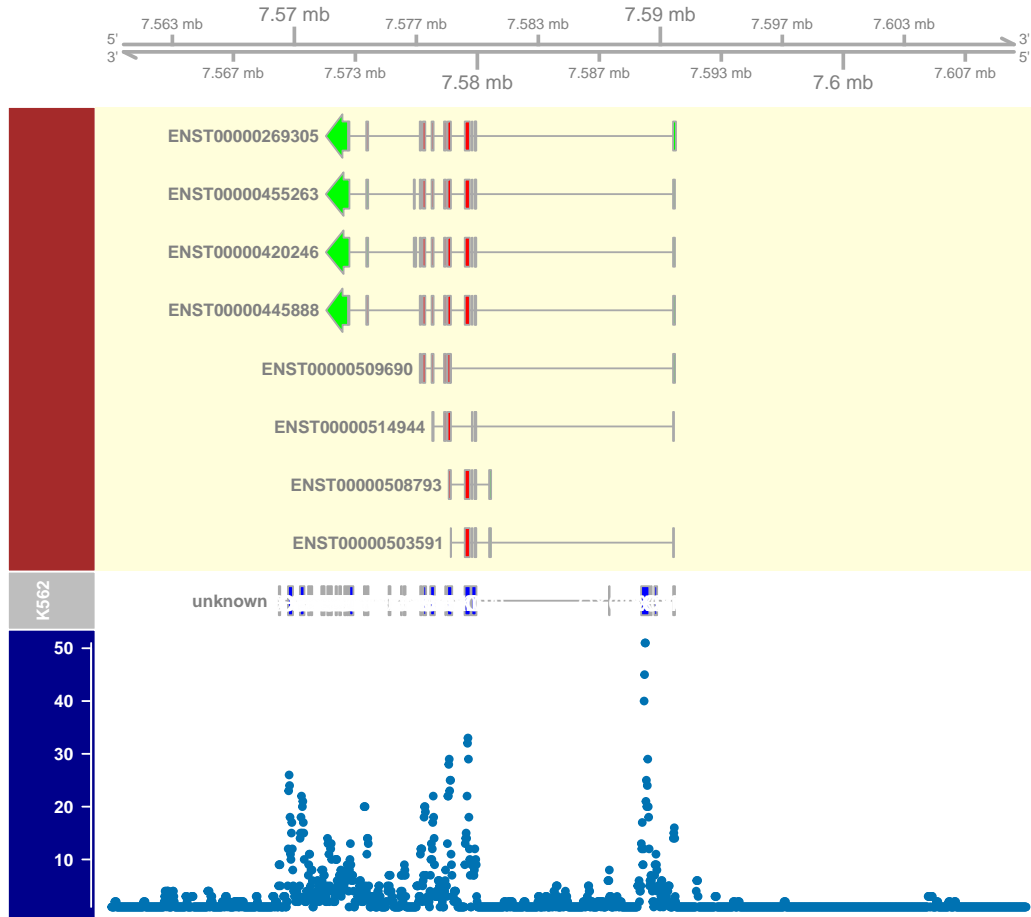 7.57 mb 7.59 mb
7.563 mb 7.577 mb 7.583 mb 7.597 mb 7.603 mb
5' 3'
3' 5'
7.567 mb 7.573 mb 7.587 mb 7.593 mb 7.607 mb
7.58 mb 7.6 mb
ENST00000269305
ENST00000455263
ENST00000420246
ENST00000445888
ENST00000509690
ENST00000514944
ENST00000508793
ENST00000503591
K562
unknown
50
40
30
20
10